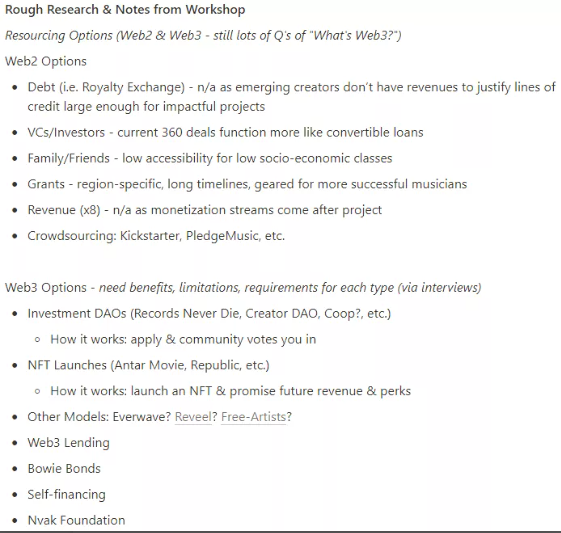 Rough Research & Notes from Workshop
Resourcing Options (Web2 & Web3 - still lots of Q's of "What's Web3?")
Web2 Options
• Debt (i.e. Royalty Exchange) - n/a as emerging creators don't have revenues to justify lines of
credit large enough for impactful projects
• VCs/Investors - current 360 deals function more like convertible loans
• Family/Friends - low accessibility for low socio-economic classes
• Grants - region-specific, long timelines, geared for more successful musicians
• Revenue (x8) - n/a as monetization streams come after project
• Crowdsourcing: Kickstarter, PledgeMusic, etc.
Web3 Options - need benefits, limitations, requirements for each type (via interviews)
• Investment DAOs (Records Never Die, Creator DAO, Coop?, etc.)
◦ How it works: apply & community votes you in
• NFT Launches (Antar Movie, Republic, etc.)
◦ How it works: launch an NFT & promise future revenue & perks
• Other Models: Everwave? Reveel? Free-Artists?
• Web3 Lending
• Bowie Bonds
• Self-financing
• Nvak Foundation